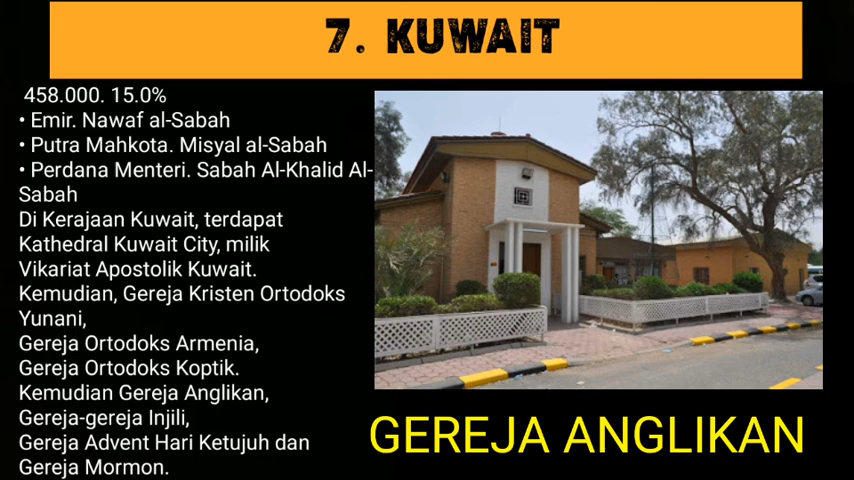 7. KUWAIT
458.000. 15.0%
• Emir. Nawaf al-Sabah
• Putra Mahkota. Misyal al-Sabah
• Perdana Menteri. Sabah Al-Khalid Al-
Sabah
Di Kerajaan Kuwait, terdapat
Kathedral Kuwait City, milik
Vikariat Apostolik Kuwait.
Kemudian, Gereja Kristen Ortodoks
Yunani,
Gereja Ortodoks Armenia,
Gereja Ortodoks Koptik.
Kemudian Gereja Anglikan,
Gereja-gereja Injili,
Gereja Advent Hari Ketujuh dan
Gereja Mormon.
GEREJA ANGLIKAN